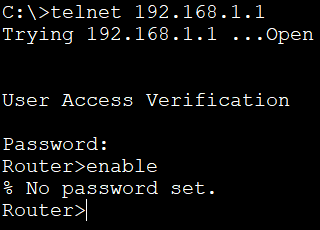 C:\>telnet 192.168.1.1
Trying 192.168.1.1 ...Open
User Access Verification
Password:
Router>enable
% No password set.
Router>